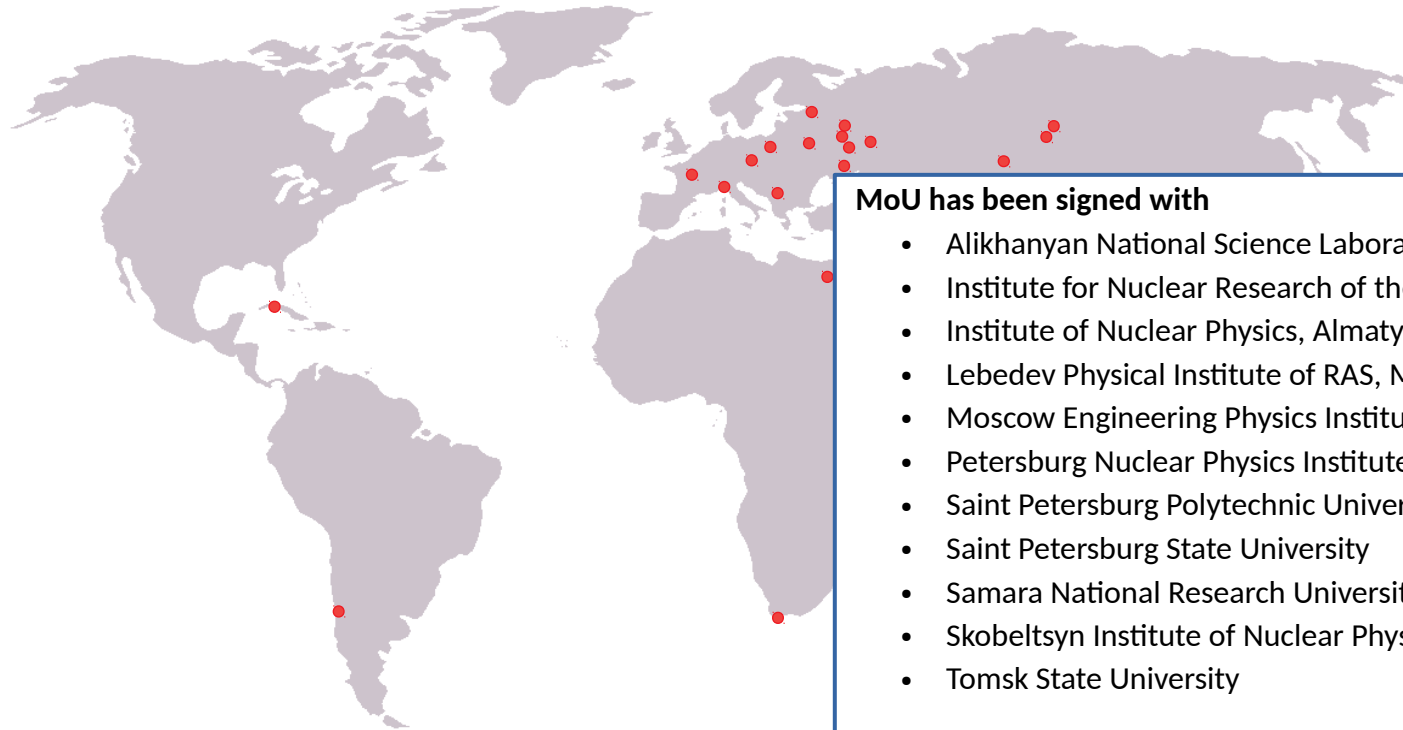 MoU has been signed with
• Alikhanyan National Science Labora
• Institute for Nuclear Research of th
• Institute of Nuclear Physics, Almaty
• Lebedev Physical Institute of RAS, M
• Moscow Engineering Physics Institu
• Petersburg Nuclear Physics Institute
• Saint Petersburg Polytechnic Univer
• Saint Petersburg State University
• Samara National Research Universit
• Skobeltsyn Institute of Nuclear Phys
• Tomsk State University